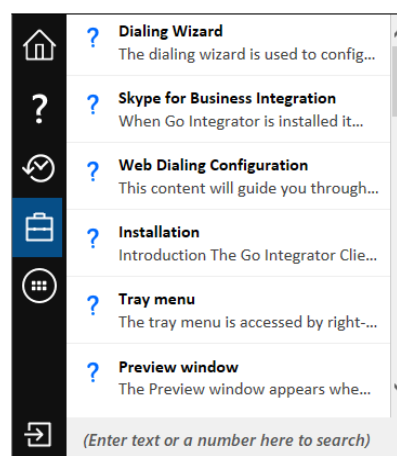 Dialing Wizard
The dialing wizard is used to config...
Skype for Business Integration
When Go Integrator is installed it...
Web Dialing Configuration
This content will guide you through...
Installation
Introduction The Go Integrator Clie...
Tray menu
The tray menu is accessed by right-...
Preview window
The Preview window appears whe...
(Enter text or a number here to search)